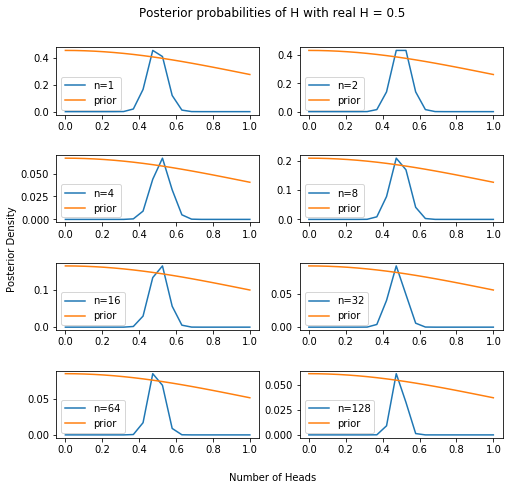 Posterior probabilities of H with real H = 0.5
0.4
0.2
0.0
n=1
prior
0.0 0.2 0.4 0.6 0.8 1.0
0.4
0.2
0.0
n=2
prior
0.0 0.2 0.4 0.6 0.8 1.0
0.050
0.025
0.000
n=4
prior
0.0 0.2 0.4 0.6 0.8 1.0
0.2
0.1
0.0
n=8
prior
0.0 0.2 0.4 0.6 0.8 1.0
Posterior Density
0.1
0.0
n=16
prior
0.0 0.2 0.4 0.6 0.8 1.0
0.05
0.00
n=32
prior
0.0 0.2 0.4 0.6 0.8 1.0
0.05
0.00
n=64
prior
0.0 0.2 0.4 0.6 0.8 1.0
0.050
0.025
0.000
n=128
prior
0.0 0.2 0.4 0.6 0.8 1.0
Number of Heads